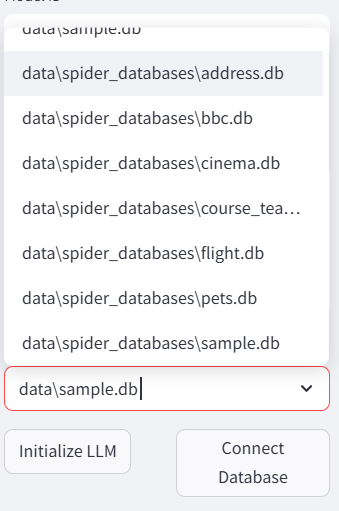 data\sample.db
data\spider_databases\address.db
data\spider_databases\bbc.db
data\spider_databases\cinema.db
data\spider_databases\course_tea…
data\spider_databases\flight.db
data\spider_databases\pets.db
data\spider_databases\sample.db
data\sample.db
Initialize LLM
Connect
Database